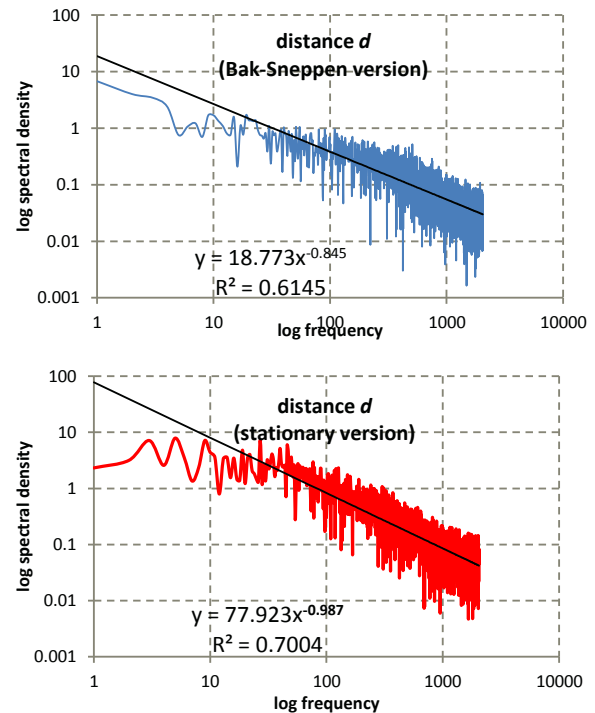 100
10
1
0.1
0.01
0.001
log spectral density
distance d
(Bak-Sneppen version)
y = 18.773x^-0.845
R² = 0.6145
1 10 100 1000 10000
log frequency
100
10
1
0.1
0.01
0.001
log spectral density
distance d
(stationary version)
y = 77.923x^-0.987
R² = 0.7004
1 10 100 1000 10000
log frequency